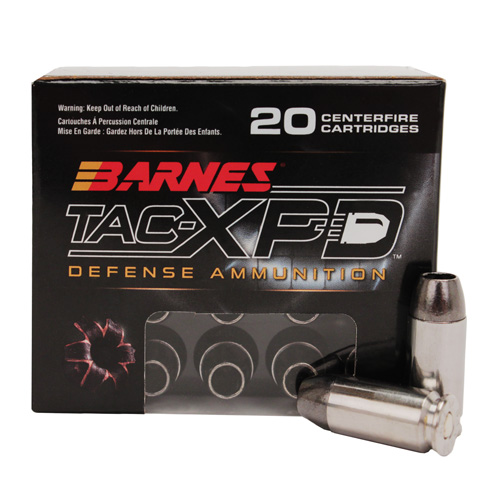 Warning: Keep Out of Reach of Children.
Cartouches Á Percussion Centrale
Mise En Garde : Gardez Hors De La Portée Des Enfants.
20 CENTERFIRE
CARTRIDGES
BARNES
TAC-XPD™
DEFENSE AMMUNITION